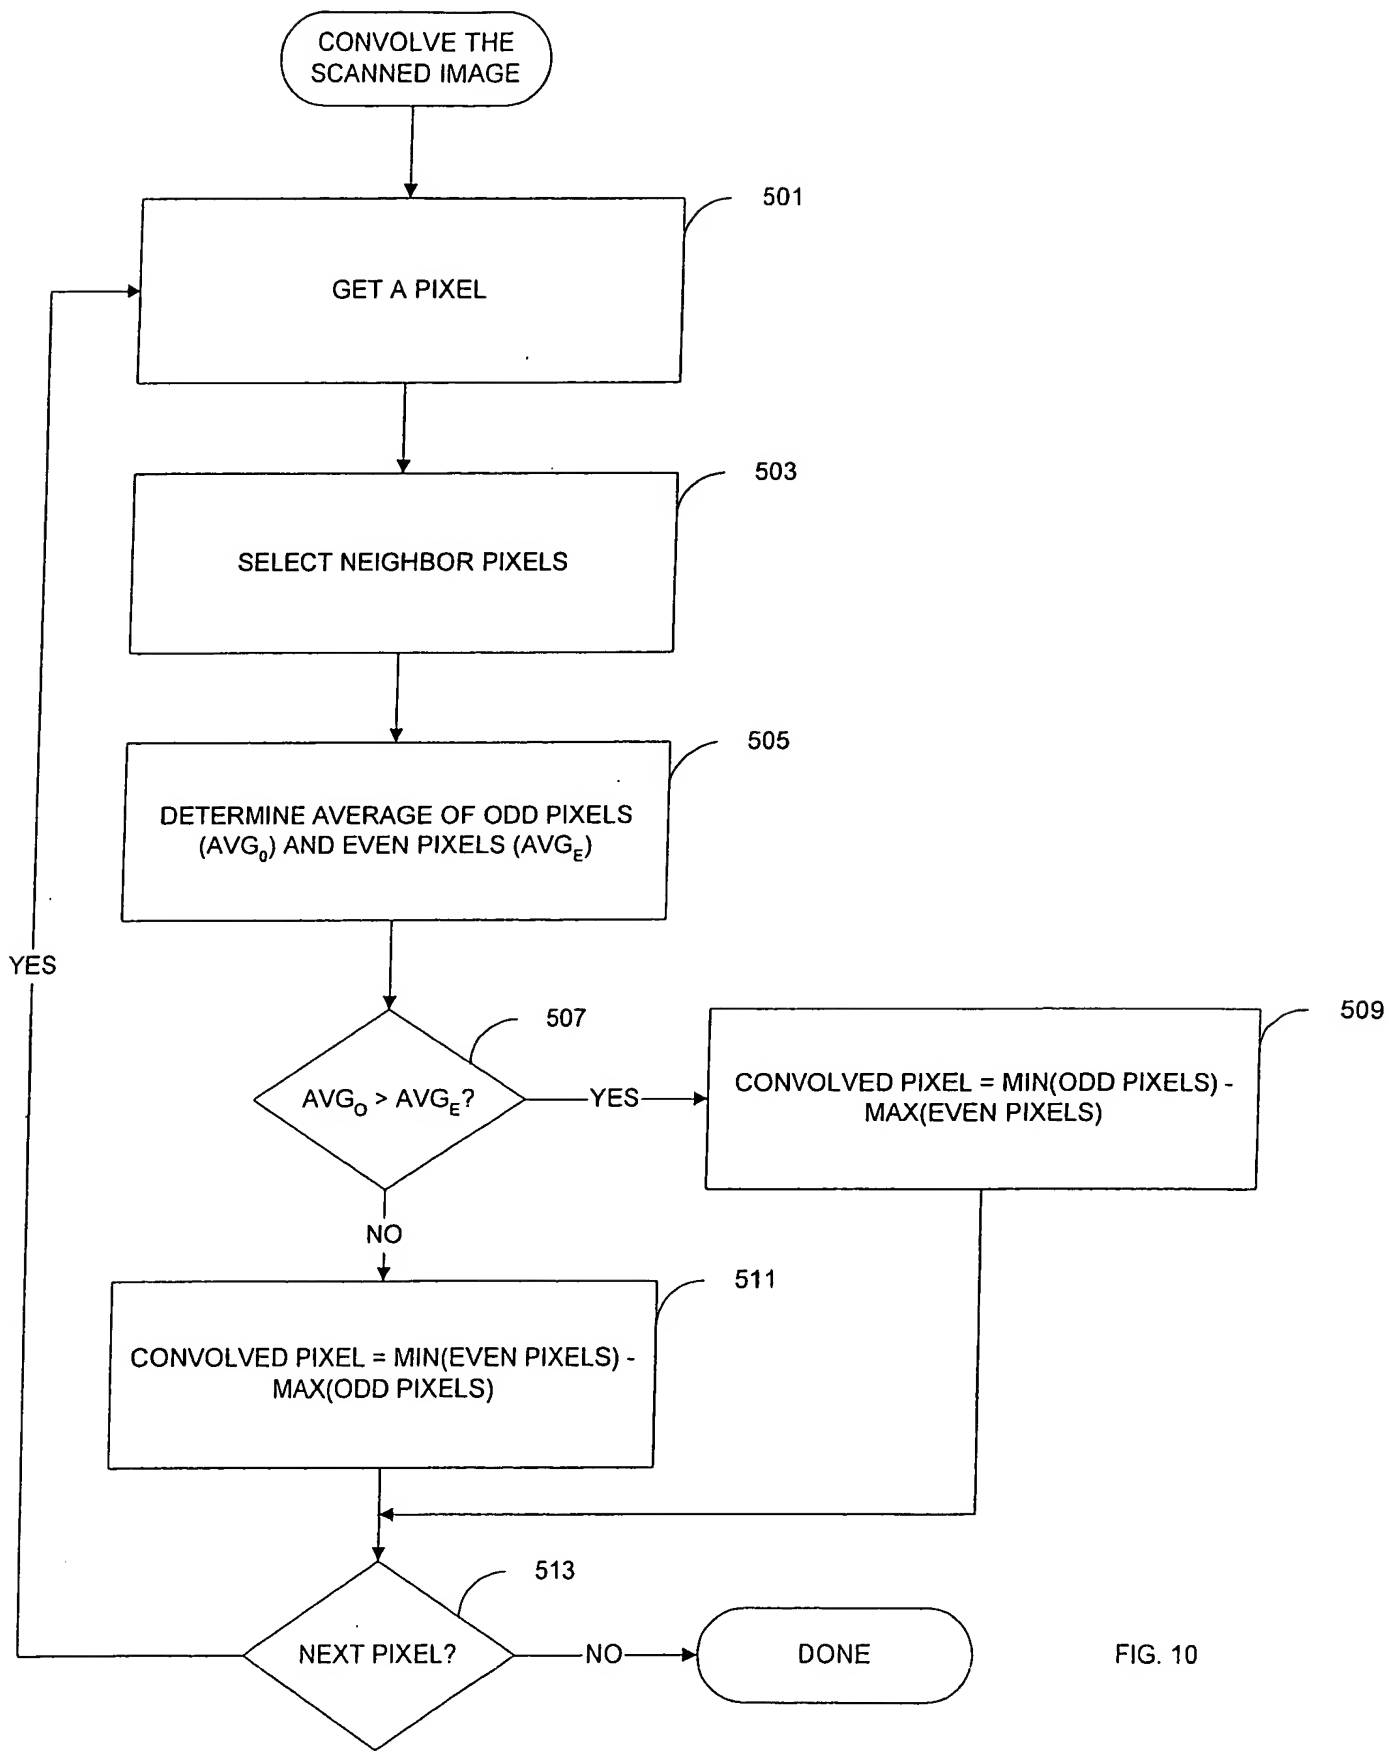 CONVOLVE THE
SCANNED IMAGE
501
GET A PIXEL
503
SELECT NEIGHBOR PIXELS
505
DETERMINE AVERAGE OF ODD PIXELS
(AVG0) AND EVEN PIXELS (AVGE)
YES
507
AVGO > AVGE?
YES
509
CONVOLVED PIXEL = MIN(ODD PIXELS) -
MAX(EVEN PIXELS)
NO
511
CONVOLVED PIXEL = MIN(EVEN PIXELS) -
MAX(ODD PIXELS)
513
NEXT PIXEL?
NO
DONE
FIG. 10